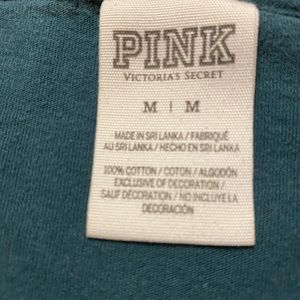 PINK
VICTORIA'S SECRET
M | M
MADE IN SRI LANKA / FABRIQUÉ
AU SRI LANKA / HECHO EN SRI LANKA
100% COTTON / COTON / ALGODÓN
EXCLUSIVE OF DECORATION /
SAUF DÉCORATION / NO INCLUYE LA
DECORACIÓN